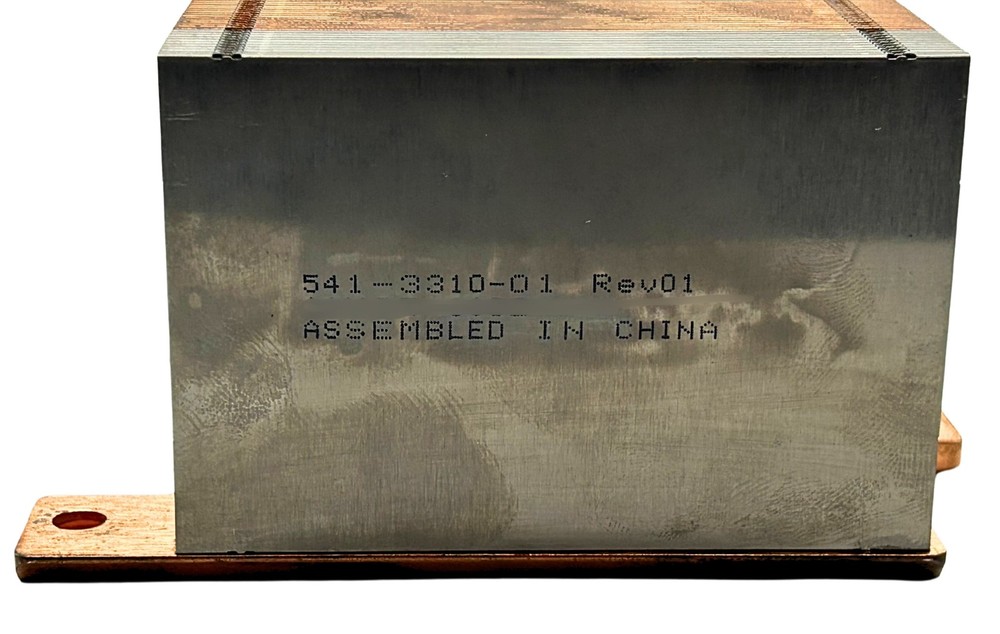 541-3310-01 Rev01
ASSEMBLED IN CHINA